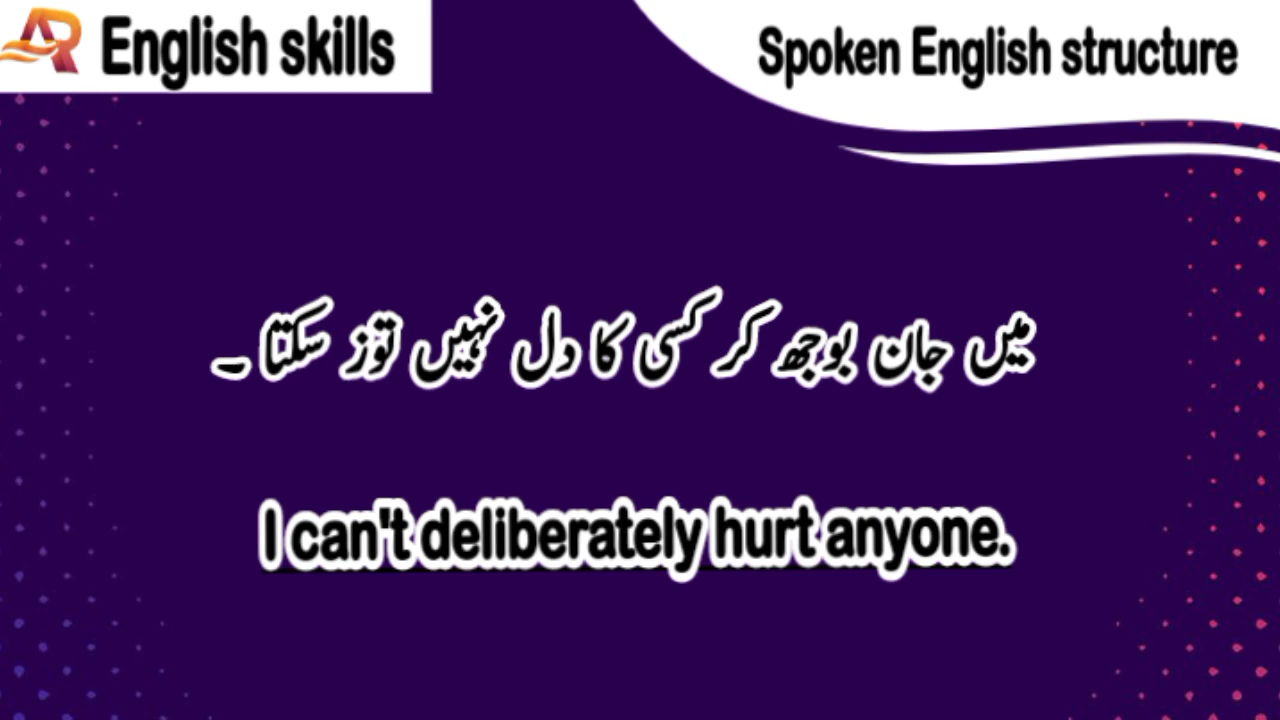 AR English skills
Spoken English structure
میں جان بوجھ کر کسی کا دل نہیں توڑ سکتا ۔
I can't deliberately hurt anyone.